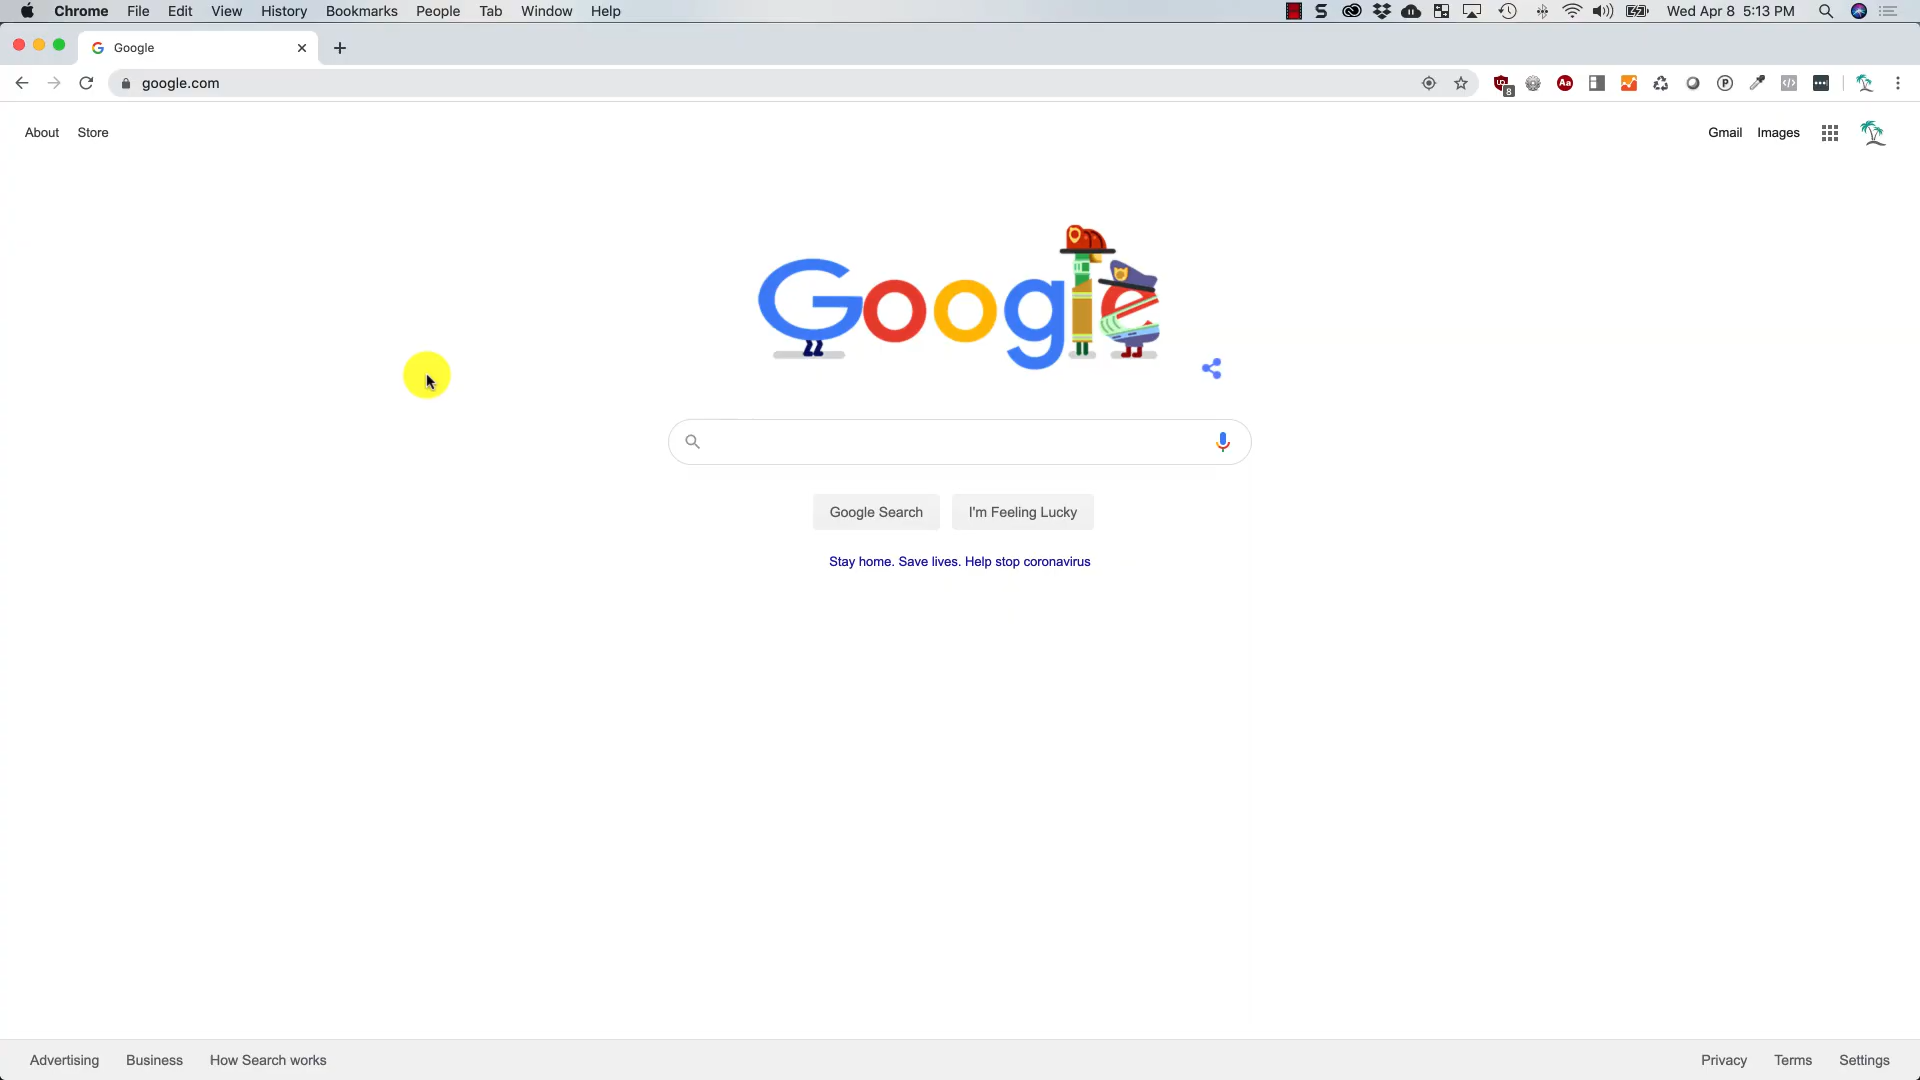 Chrome File Edit View History Bookmarks People Tab Window Help Wed Apr 8 5:13 PM
Google
google.com 8 Aa
About Store Gmail Images
Google
Google Search I'm Feeling Lucky
Stay home. Save lives. Help stop coronavirus
Advertising Business How Search works Privacy Terms Settings